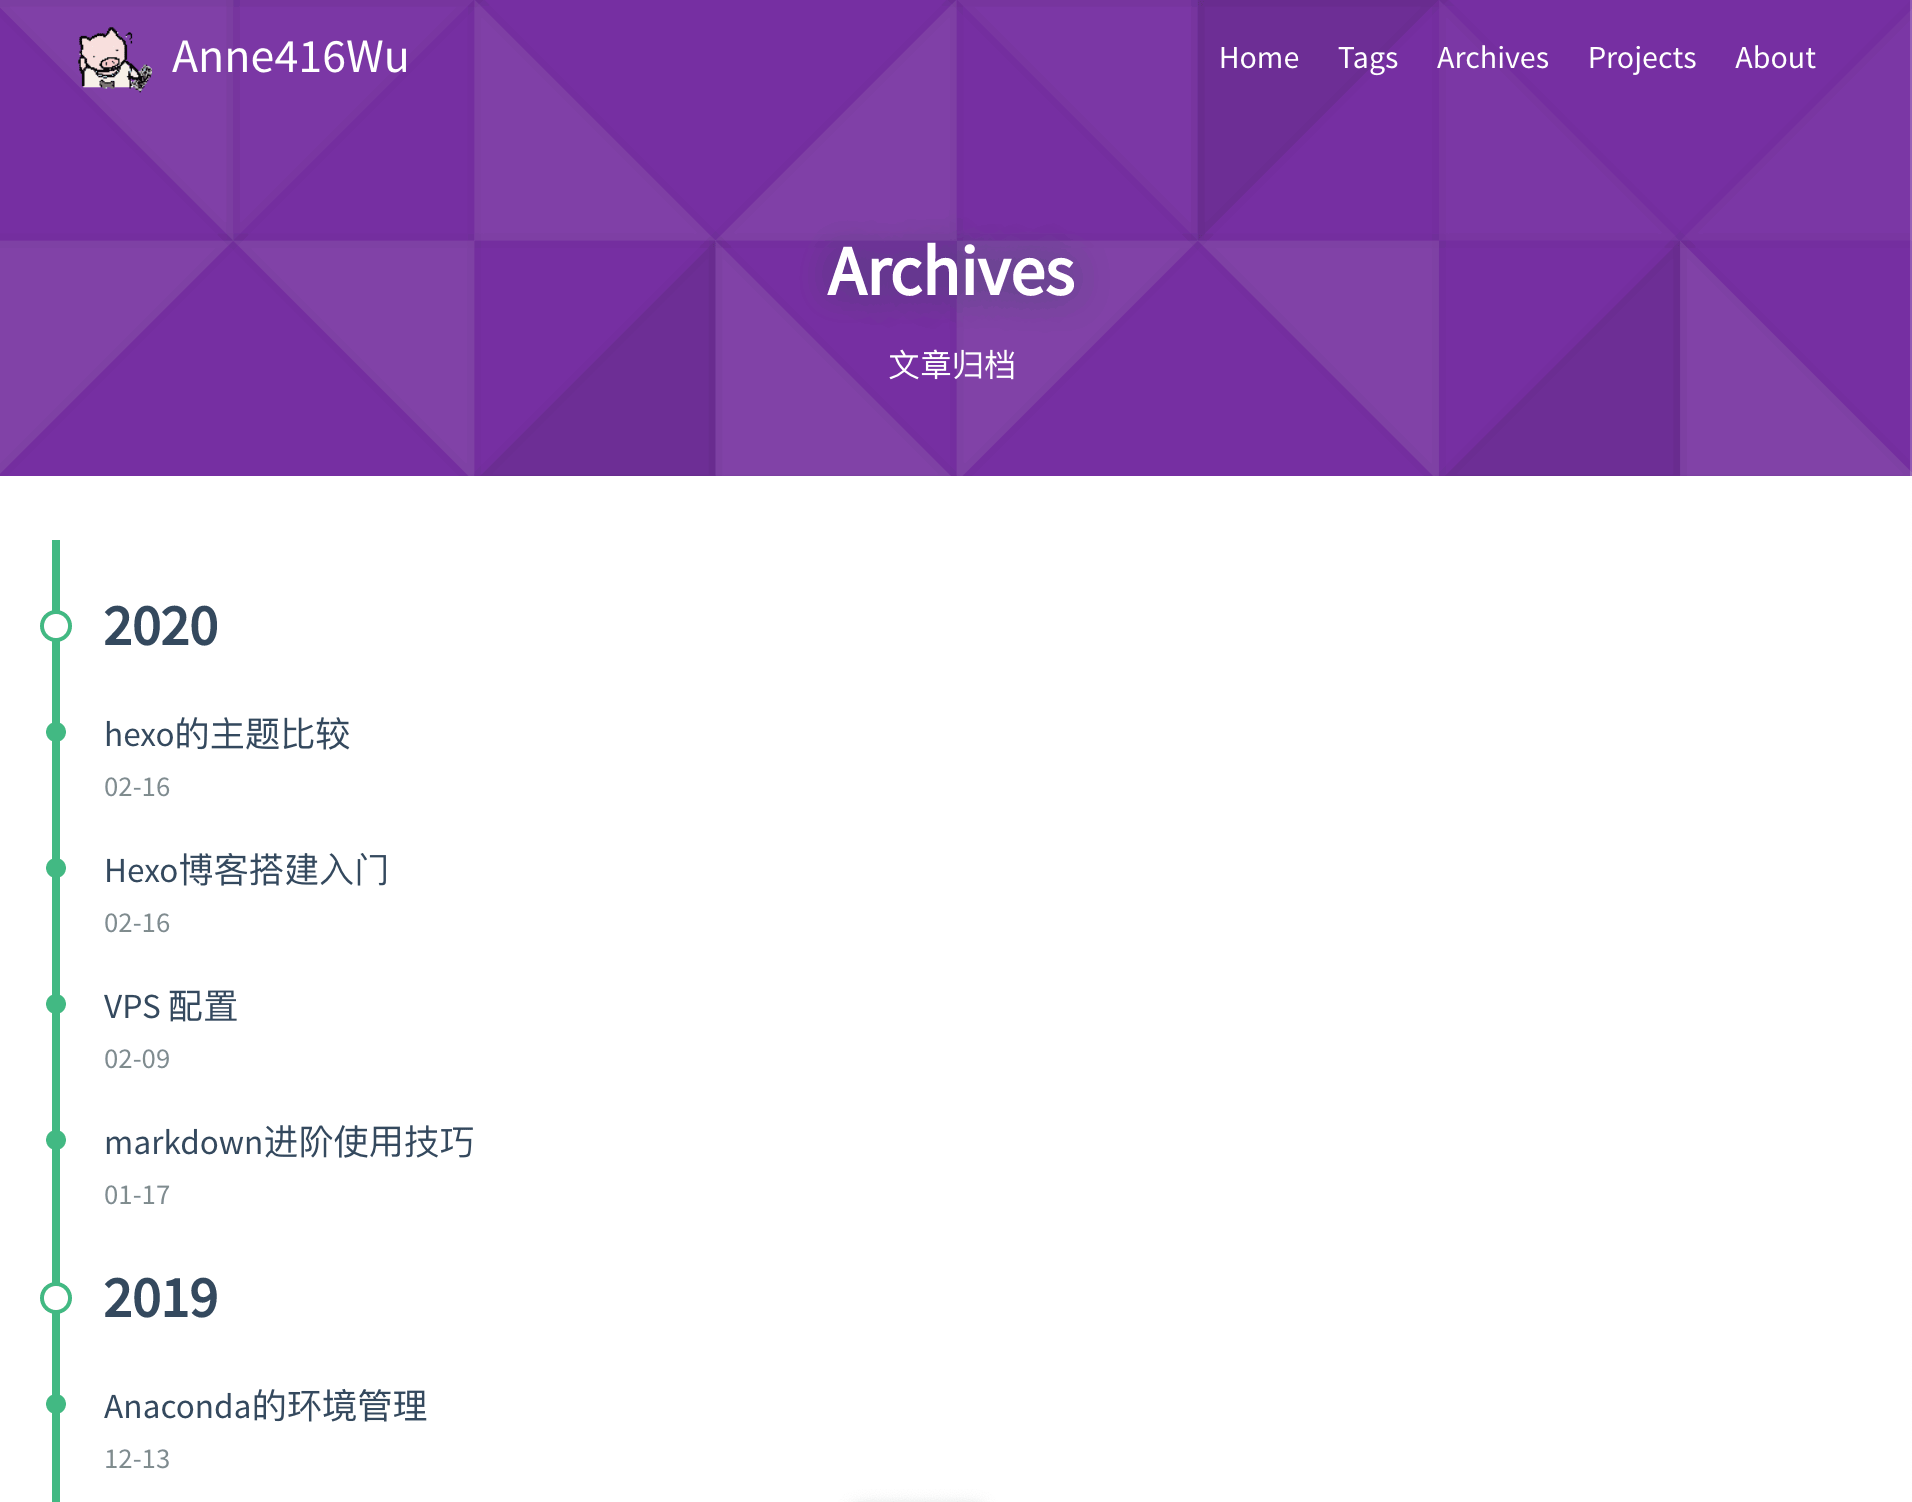 Anne416Wu
Home Tags Archives Projects About
Archives
文章归档
2020
hexo的主题比较
02-16
Hexo博客搭建入门
02-16
VPS 配置
02-09
markdown进阶使用技巧
01-17
2019
Anaconda的环境管理
12-13